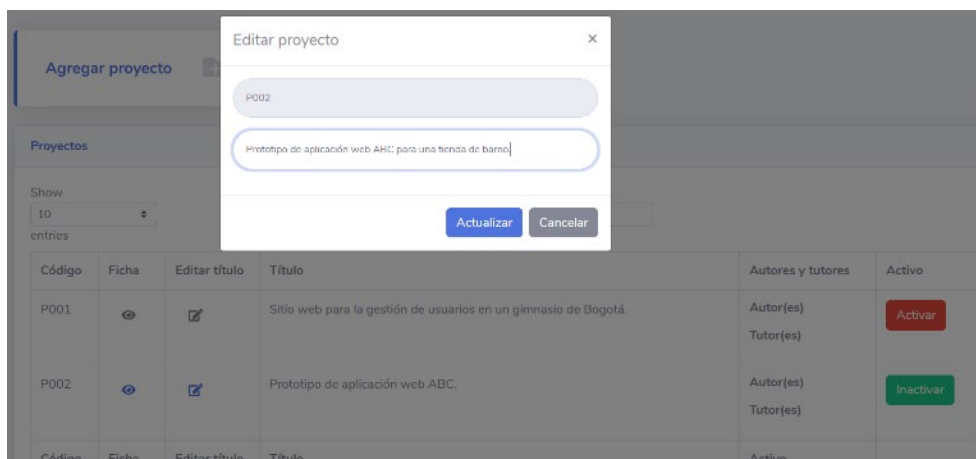 Editar proyecto ×
Agregar proyecto
P002
Prototipo de aplicación web ABC para una tienda de barrio.
Proyectos
Show
10
entries
Actualizar Cancelar
Código Ficha Editar título Título Autores y tutores Activo
P001 Sitio web para la gestión de usuarios en un gimnasio de Bogotá. Autor(es) Activar
Tutor(es)
P002 Prototipo de aplicación web ABC. Autor(es) Inactivar
Tutor(es)
Código Ficha Editar título Título Activo